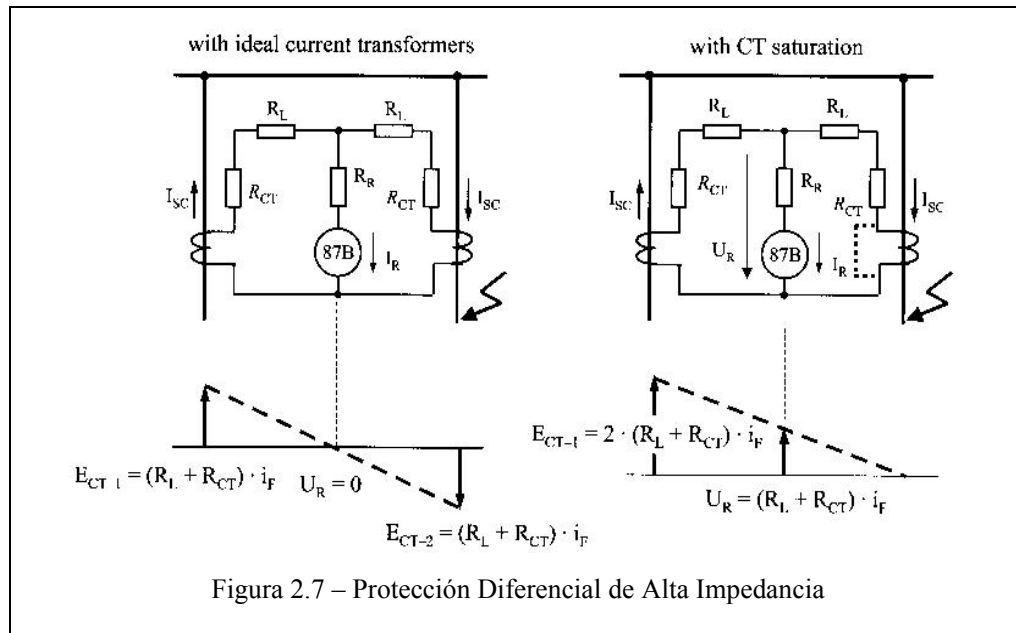 with ideal current transformers
with CT saturation
R_L
R_L
R_CT
R_R
R_CT
I_SC
I_SC
87B
I_R
R_L
R_L
R_CT
R_R
R_CT
I_SC
I_SC
U_R
87B
I_R
E_CT-1 = (R_L + R_CT) · i_F
U_R = 0
E_CT-2 = (R_L + R_CT) · i_F
E_CT-1 = 2 · (R_L + R_CT) · i_F
U_R = (R_L + R_CT) · i_F
Figura 2.7 – Protección Diferencial de Alta Impedancia